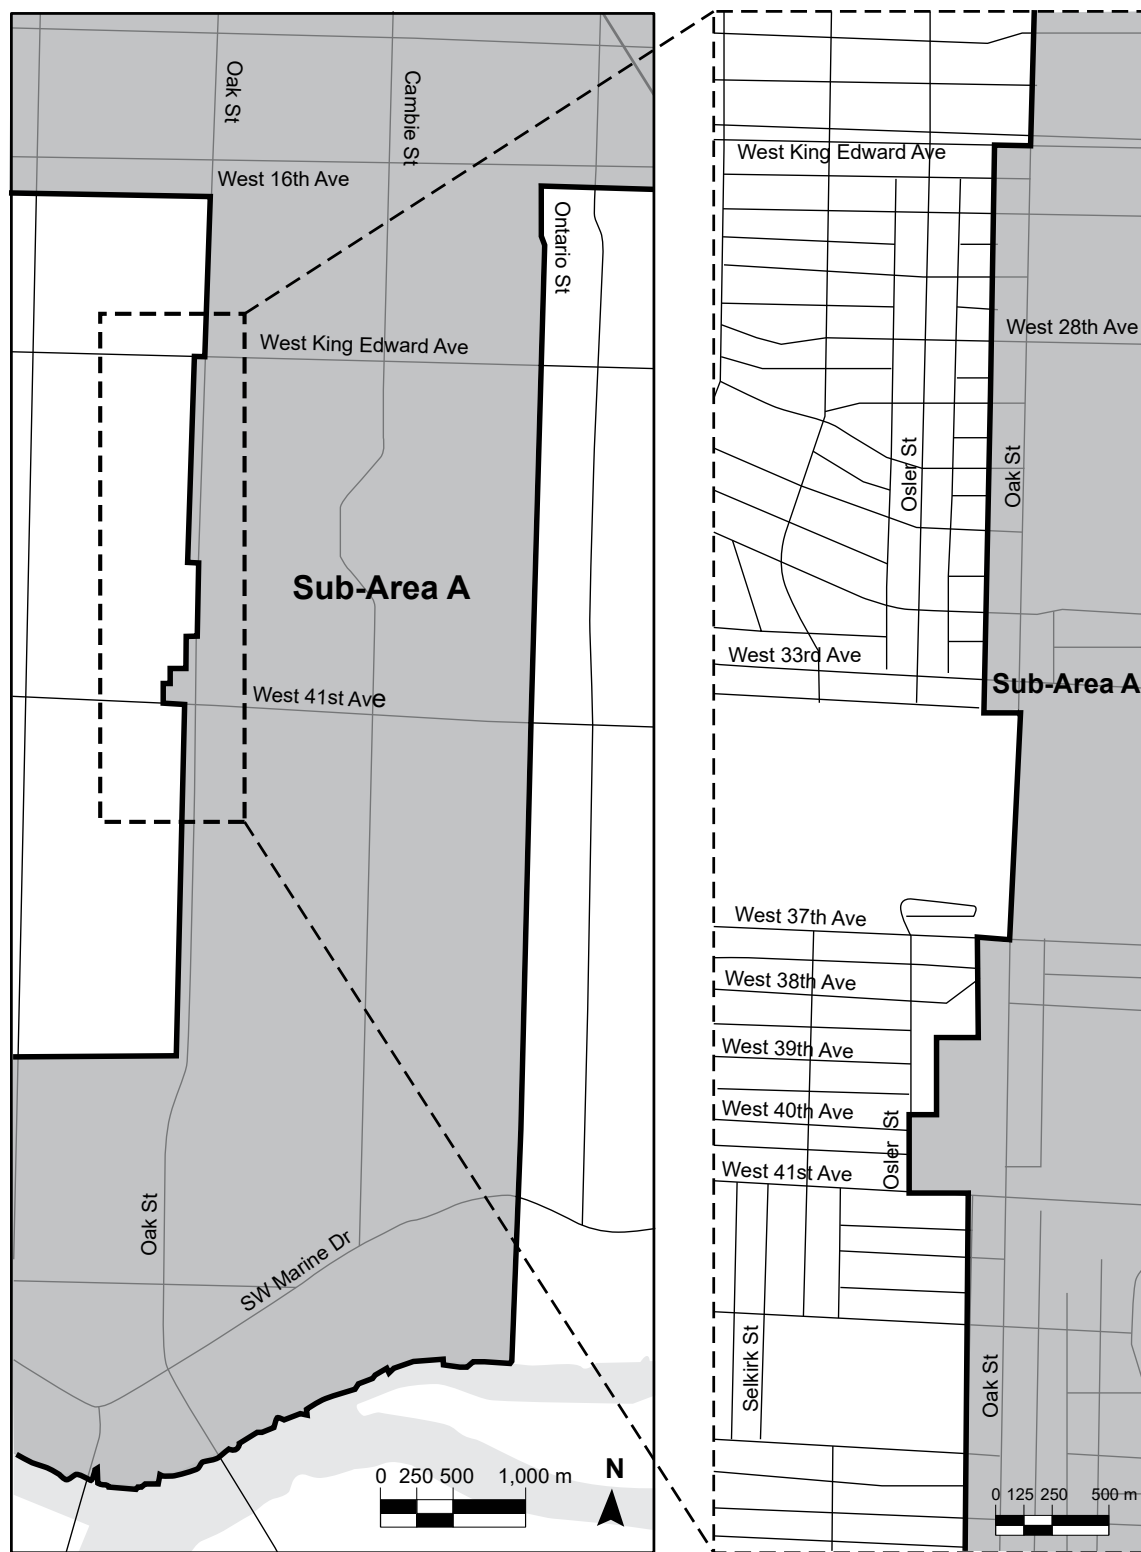 Oak St
Cambie St
West 16th Ave
Ontario St
West King Edward Ave
Sub-Area A
West 41st Ave
Oak St
SW Marine Dr
0 250 500 1,000 m
N
West King Edward Ave
West 28th Ave
Osler St
Oak St
West 33rd Ave
Sub-Area A
West 37th Ave
West 38th Ave
West 39th Ave
West 40th Ave
Osler St
West 41st Ave
Selkirk St
Oak St
0 125 250 500 m